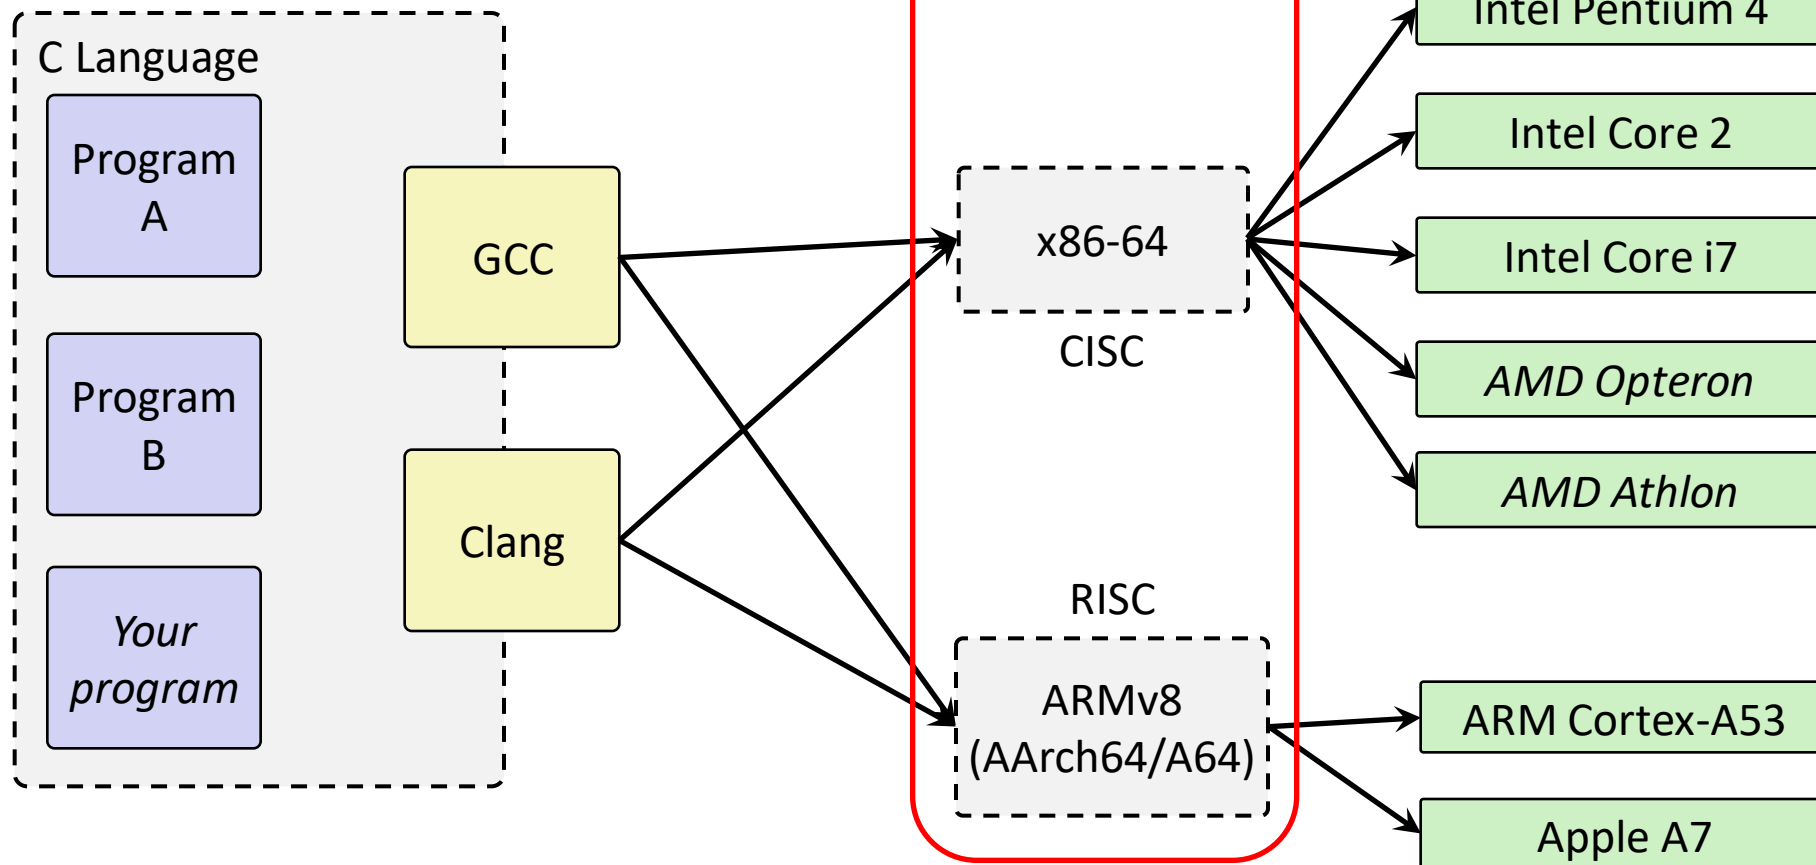 C Language
Program
A
Program
B
Your
program
GCC
Clang
x86-64
CISC
RISC
ARMv8
(AArch64/A64)
Intel Pentium 4
Intel Core 2
Intel Core i7
AMD Opteron
AMD Athlon
ARM Cortex-A53
Apple A7